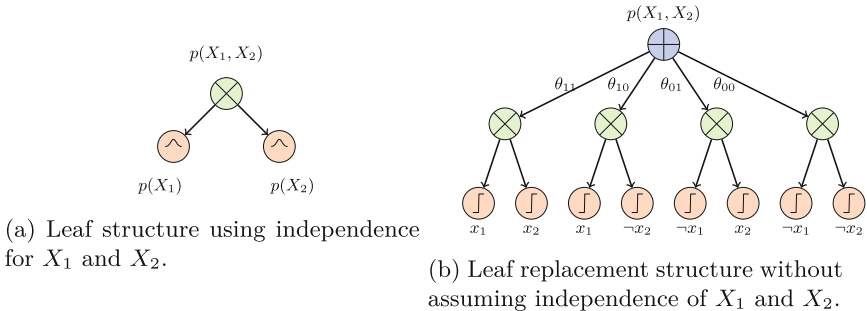 p(X₁, X₂)
p(X₁) p(X₂)
(a) Leaf structure using independence
for X₁ and X₂.
p(X₁, X₂)
θ₁₁ θ₁₀ θ₀₁ θ₀₀
x₁ x₂ x₁ ¬x₂ ¬x₁ x₂ ¬x₁ ¬x₂
(b) Leaf replacement structure without
assuming independence of X₁ and X₂.